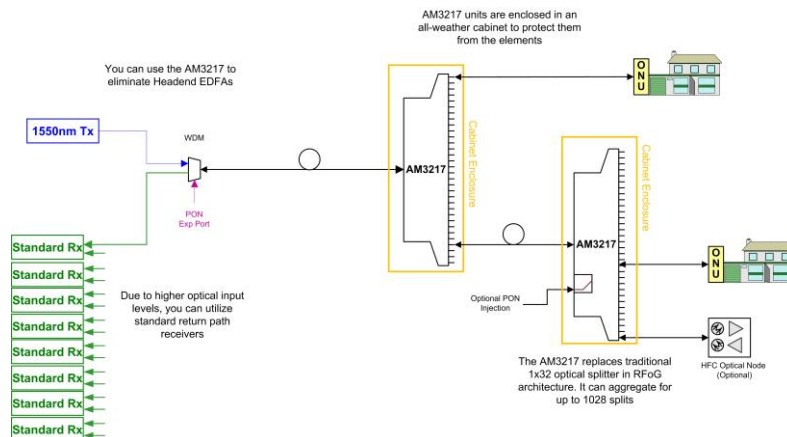 AM3217 units are enclosed in an
all-weather cabinet to protect them
from the elements
You can use the AM3217 to
eliminate Headend EDFAs
1550nm Tx
WDM
PON
Exp Port
AM3217
Cabinet Enclosure
ONU
AM3217
Cabinet Enclosure
ONU
Optional PON
Injection
HFC Optical Node
(Optional)
Standard Rx
Standard Rx
Standard Rx
Standard Rx
Standard Rx
Standard Rx
Standard Rx
Standard Rx
Due to higher optical input
levels, you can utilize
standard return path
receivers
The AM3217 replaces traditional
1x32 optical splitter in RFoG
architecture. It can aggregate for
up to 1028 splits